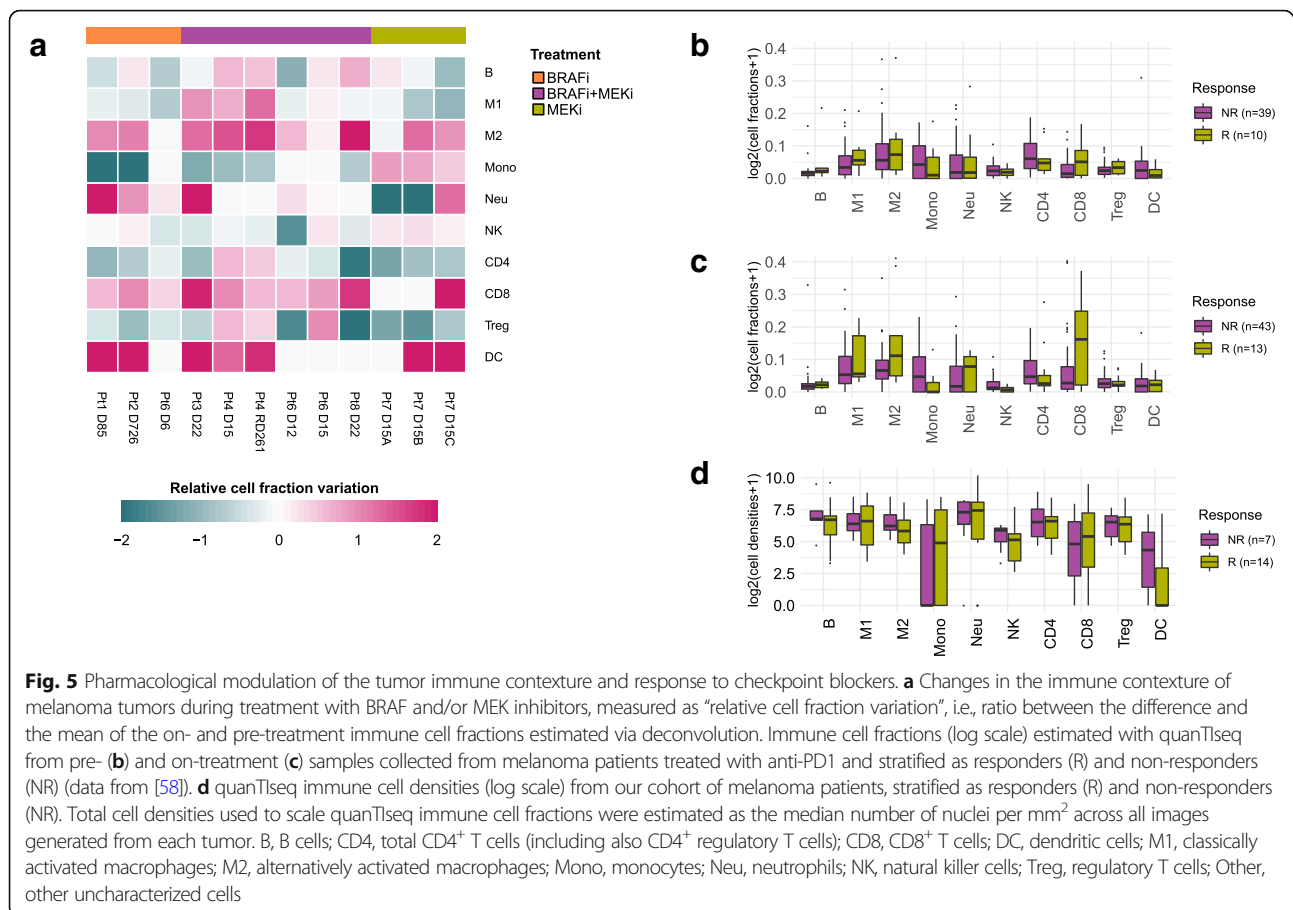 a
Treatment
BRAFi
BRAFi+MEKi
MEKi
B
M1
M2
Mono
Neu
NK
CD4
CD8
Treg
DC
Pt1 D85
Pt2 D726
Pt6 D6
Pt3 D22
Pt4 D15
Pt4 RD261
Pt6 D12
Pt6 D15
Pt8 D22
Pt7 D15A
Pt7 D15B
Pt7 D15C
Relative cell fraction variation
−2 −1 0 1 2
b
log2(cell fractions+1)
0.4
0.3
0.2
0.1
0.0
B M1 M2 Mono Neu NK CD4 CD8 Treg DC
Response
NR (n=39)
R (n=10)
c
log2(cell fractions+1)
0.4
0.3
0.2
0.1
0.0
B M1 M2 Mono Neu NK CD4 CD8 Treg DC
Response
NR (n=43)
R (n=13)
d
log2(cell densities+1)
10.0
7.5
5.0
2.5
0.0
B M1 M2 Mono Neu NK CD4 CD8 Treg DC
Response
NR (n=7)
R (n=14)
Fig. 5 Pharmacological modulation of the tumor immune contexture and response to checkpoint blockers. a Changes in the immune contexture of
melanoma tumors during treatment with BRAF and/or MEK inhibitors, measured as “relative cell fraction variation”, i.e., ratio between the difference and
the mean of the on- and pre-treatment immune cell fractions estimated via deconvolution. Immune cell fractions (log scale) estimated with quanTIseq
from pre- (b) and on-treatment (c) samples collected from melanoma patients treated with anti-PD1 and stratified as responders (R) and non-responders
(NR) (data from [58]). d quanTIseq immune cell densities (log scale) from our cohort of melanoma patients, stratified as responders (R) and non-responders
(NR). Total cell densities used to scale quanTIseq immune cell fractions were estimated as the median number of nuclei per mm² across all images
generated from each tumor. B, B cells; CD4, total CD4⁺ T cells (including also CD4⁺ regulatory T cells); CD8, CD8⁺ T cells; DC, dendritic cells; M1, classically
activated macrophages; M2, alternatively activated macrophages; Mono, monocytes; Neu, neutrophils; NK, natural killer cells; Treg, regulatory T cells; Other,
other uncharacterized cells